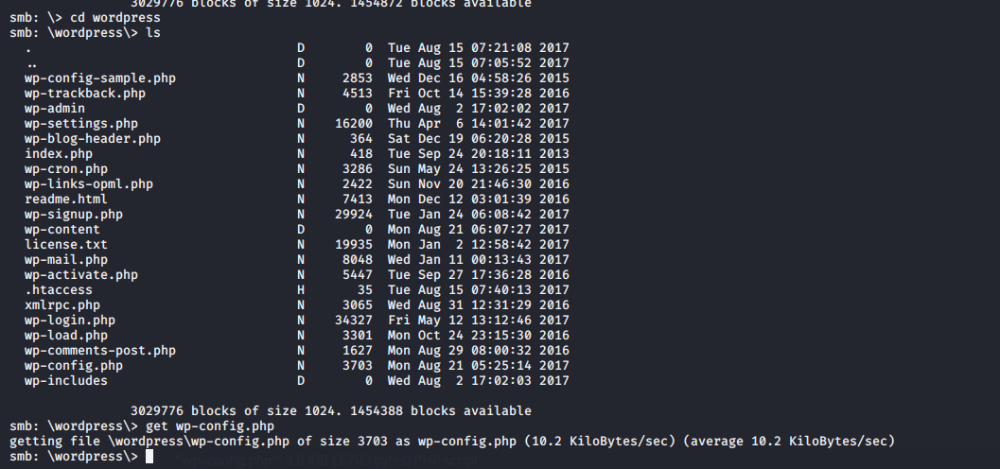 3029776 blocks of size 1024. 1454872 blocks available
smb: \> cd wordpress
smb: \wordpress\> ls
  .                                   D        0  Tue Aug 15 07:21:08 2017
  ..                                  D        0  Tue Aug 15 07:05:52 2017
  wp-config-sample.php                N     2853  Wed Dec 16 04:58:26 2015
  wp-trackback.php                    N     4513  Fri Oct 14 15:39:28 2016
  wp-admin                            D        0  Wed Aug  2 17:02:02 2017
  wp-settings.php                     N    16200  Thu Apr  6 14:01:42 2017
  wp-blog-header.php                  N      364  Sat Dec 19 06:20:28 2015
  index.php                           N      418  Tue Sep 24 20:18:11 2013
  wp-cron.php                         N     3286  Sun May 24 13:26:25 2015
  wp-links-opml.php                   N     2422  Sun Nov 20 21:46:30 2016
  readme.html                         N     7413  Mon Dec 12 03:01:39 2016
  wp-signup.php                       N    29924  Tue Jan 24 06:08:42 2017
  wp-content                          D        0  Mon Aug 21 06:07:27 2017
  license.txt                         N    19935  Mon Jan  2 12:58:42 2017
  wp-mail.php                         N     8048  Wed Jan 11 00:13:43 2017
  wp-activate.php                     N     5447  Tue Sep 27 17:36:28 2016
  .htaccess                           H       35  Tue Aug 15 07:40:13 2017
  xmlrpc.php                          N     3065  Wed Aug 31 12:31:29 2016
  wp-login.php                        N    34327  Fri May 12 13:12:46 2017
  wp-load.php                         N     3301  Mon Oct 24 23:15:30 2016
  wp-comments-post.php                N     1627  Mon Aug 29 08:00:32 2016
  wp-config.php                       N     3703  Mon Aug 21 05:25:14 2017
  wp-includes                         D        0  Wed Aug  2 17:02:03 2017
3029776 blocks of size 1024. 1454388 blocks available
smb: \wordpress\> get wp-config.php
getting file \wordpress\wp-config.php of size 3703 as wp-config.php (10.2 KiloBytes/sec) (average 10.2 KiloBytes/sec)
smb: \wordpress\>